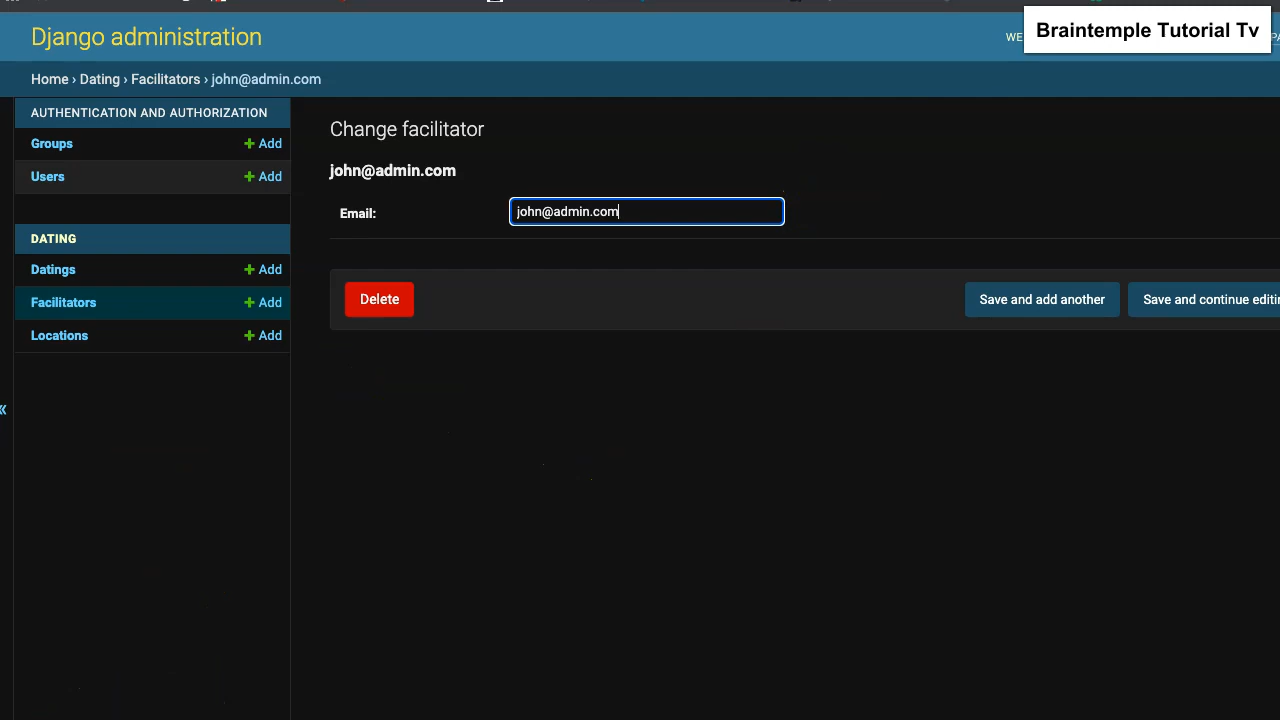 Django administration
WE
Braintemple Tutorial Tv
Home › Dating › Facilitators › john@admin.com
AUTHENTICATION AND AUTHORIZATION
Groups
+ Add
Users
+ Add
DATING
Datings
+ Add
Facilitators
+ Add
Locations
+ Add
«
Change facilitator
john@admin.com
Email:
john@admin.com
Delete
Save and add another
Save and continue editin